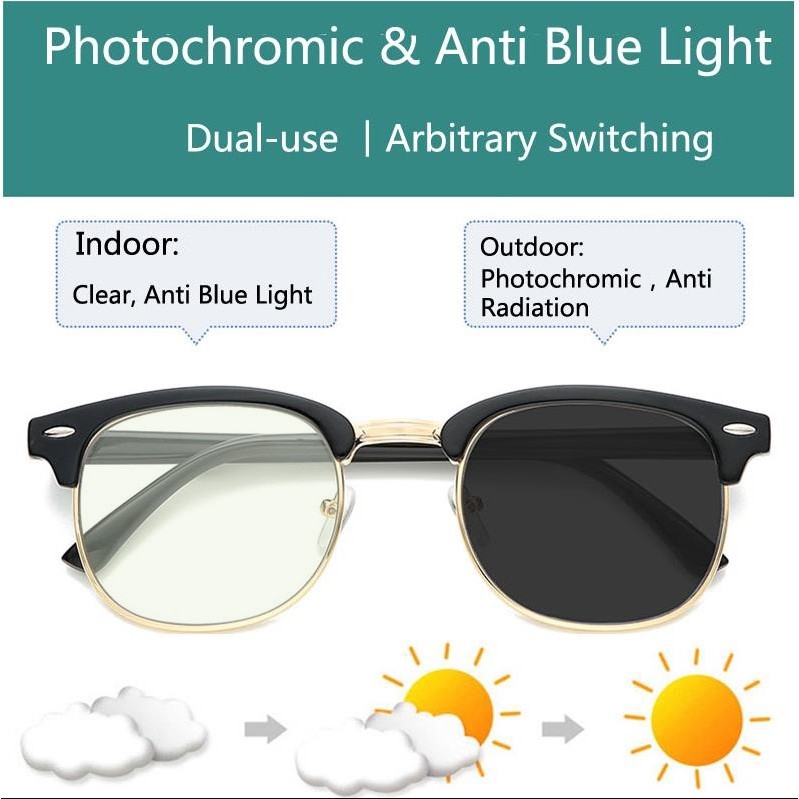 Photochromic & Anti Blue Light
Dual-use | Arbitrary Switching
Indoor:
Clear, Anti Blue Light
Outdoor:
Photochromic , Anti
Radiation